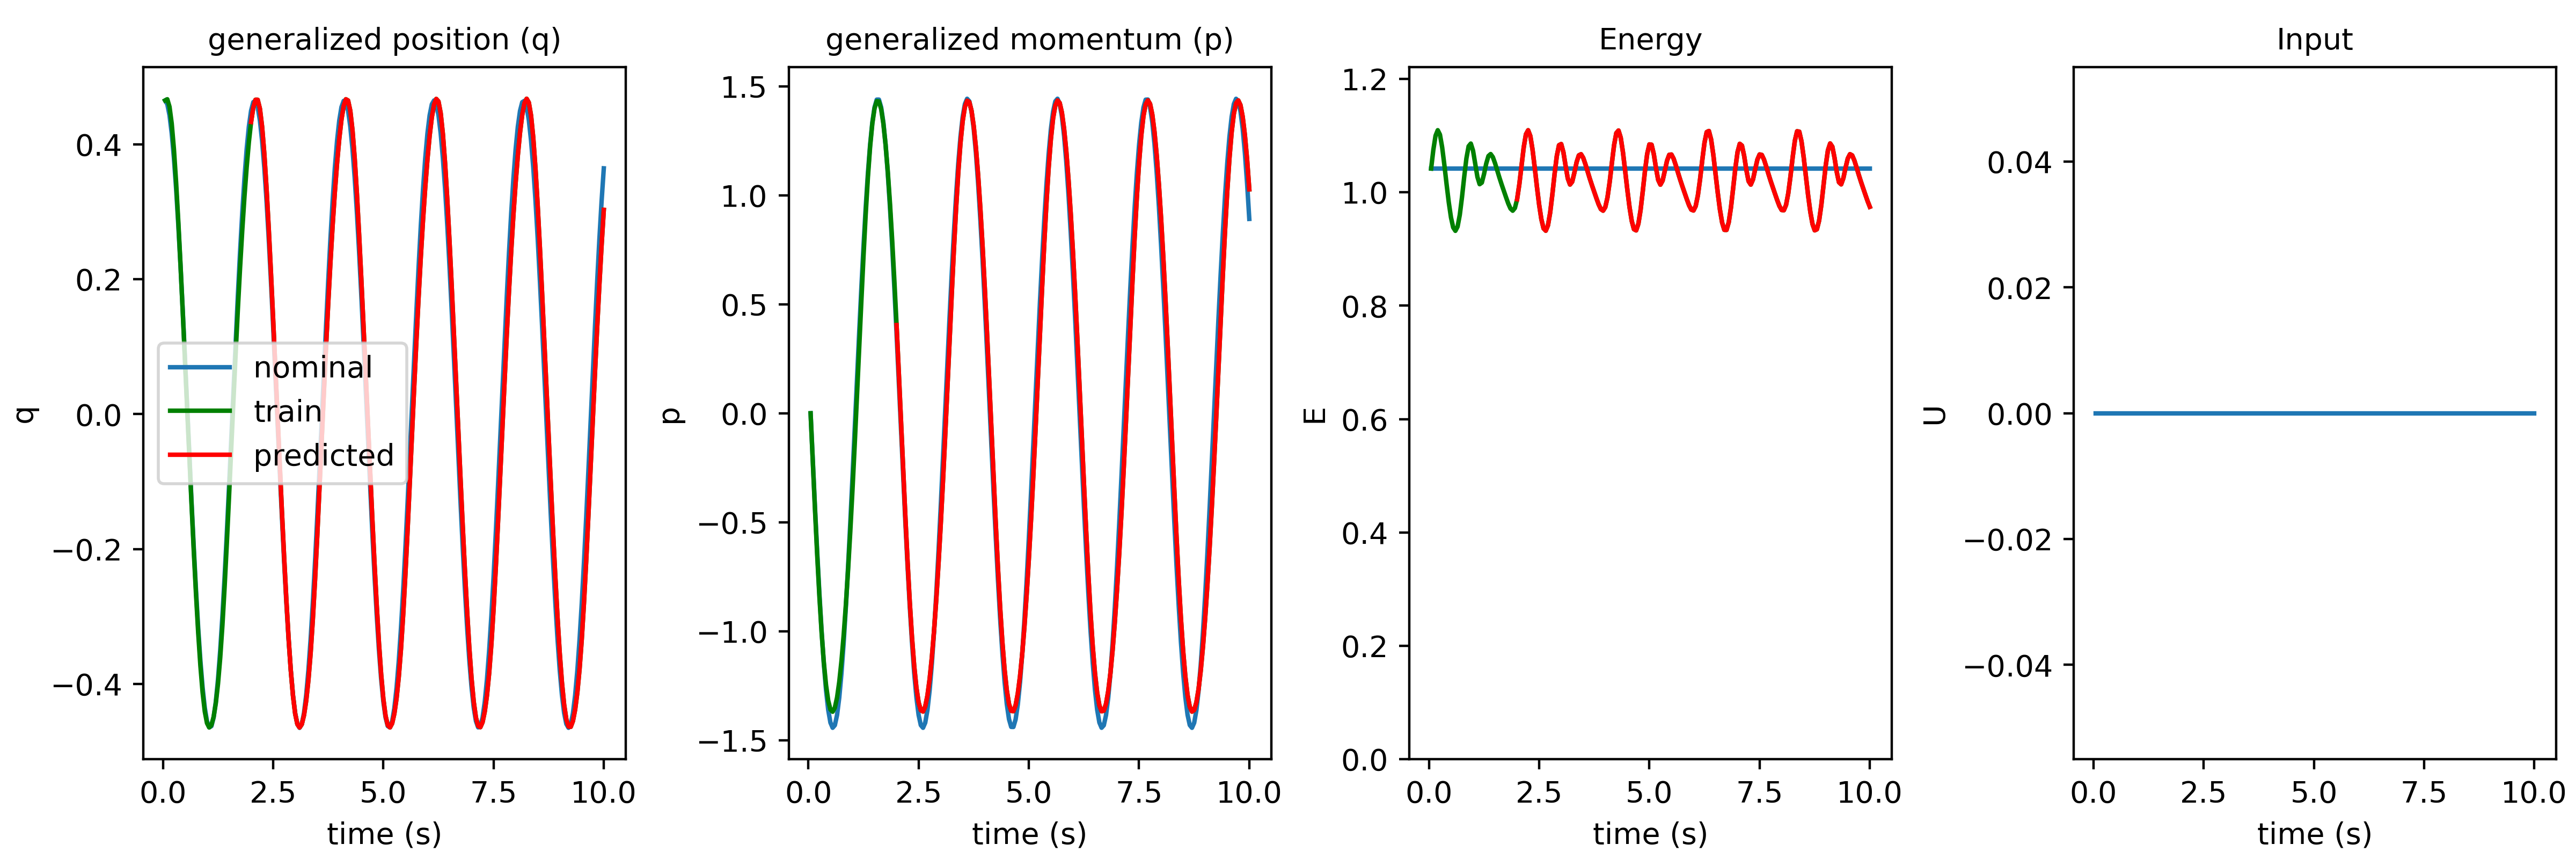 generalized position (q)
q
0.4
0.2
0.0
−0.2
−0.4
nominal
train
predicted
0.0 2.5 5.0 7.5 10.0
time (s)
generalized momentum (p)
p
1.5
1.0
0.5
0.0
−0.5
−1.0
−1.5
0.0 2.5 5.0 7.5 10.0
time (s)
Energy
E
1.2
1.0
0.8
0.6
0.4
0.2
0.0
0.0 2.5 5.0 7.5 10.0
time (s)
Input
U
0.04
0.02
0.00
−0.02
−0.04
0.0 2.5 5.0 7.5 10.0
time (s)